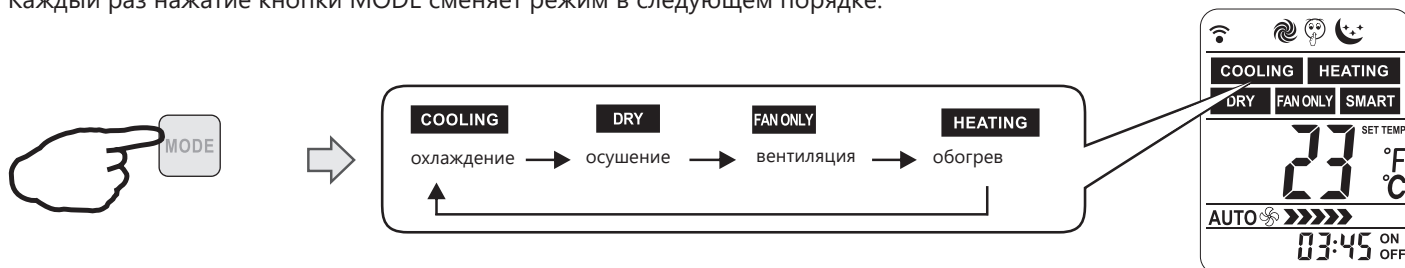 Каждый раз нажатие кнопки MODE сменяет режим в следующем порядке:
MODE
COOLING DRY FAN ONLY HEATING
охлаждение осушение вентиляция обогрев
COOLING HEATING
DRY FAN ONLY SMART
23 SET TEMP
°F
°C
AUTO
03:45 ON
OFF